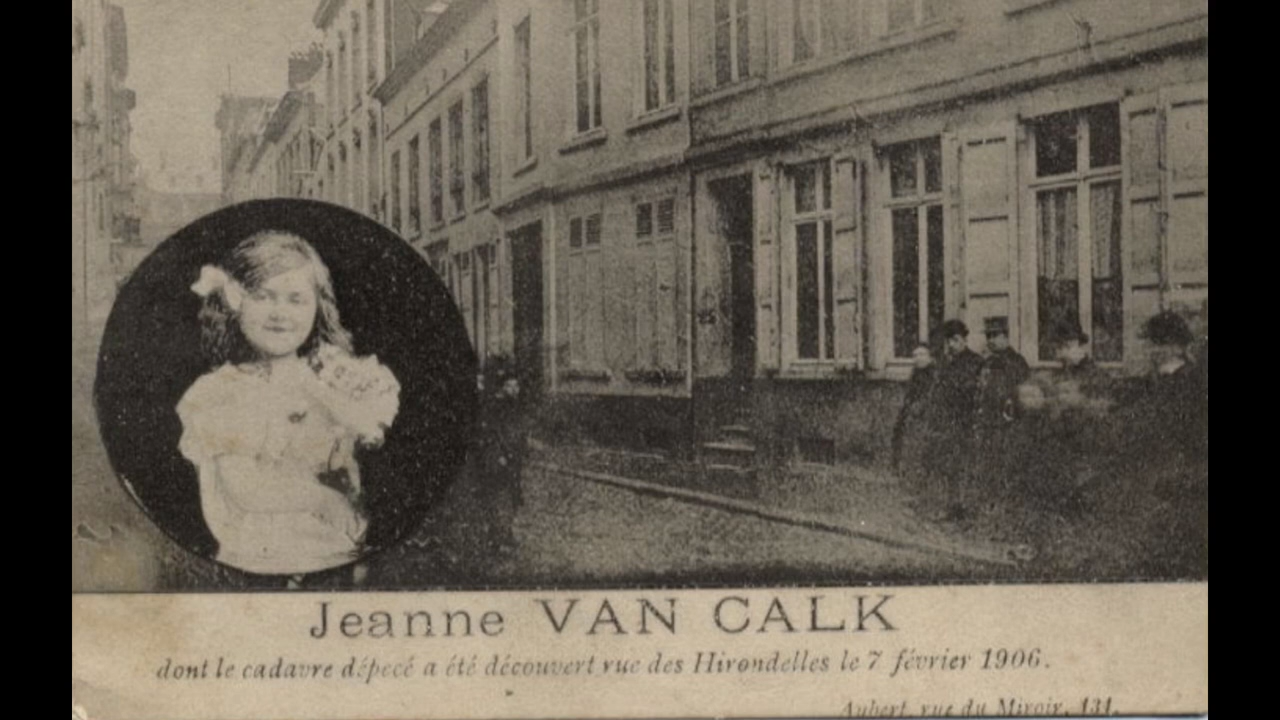 Jeanne VAN CALK
dont le cadavre dépecé a été découvert rue des Hirondelles le 7 février 1906.
Aubert, rue du Miroir, 131.